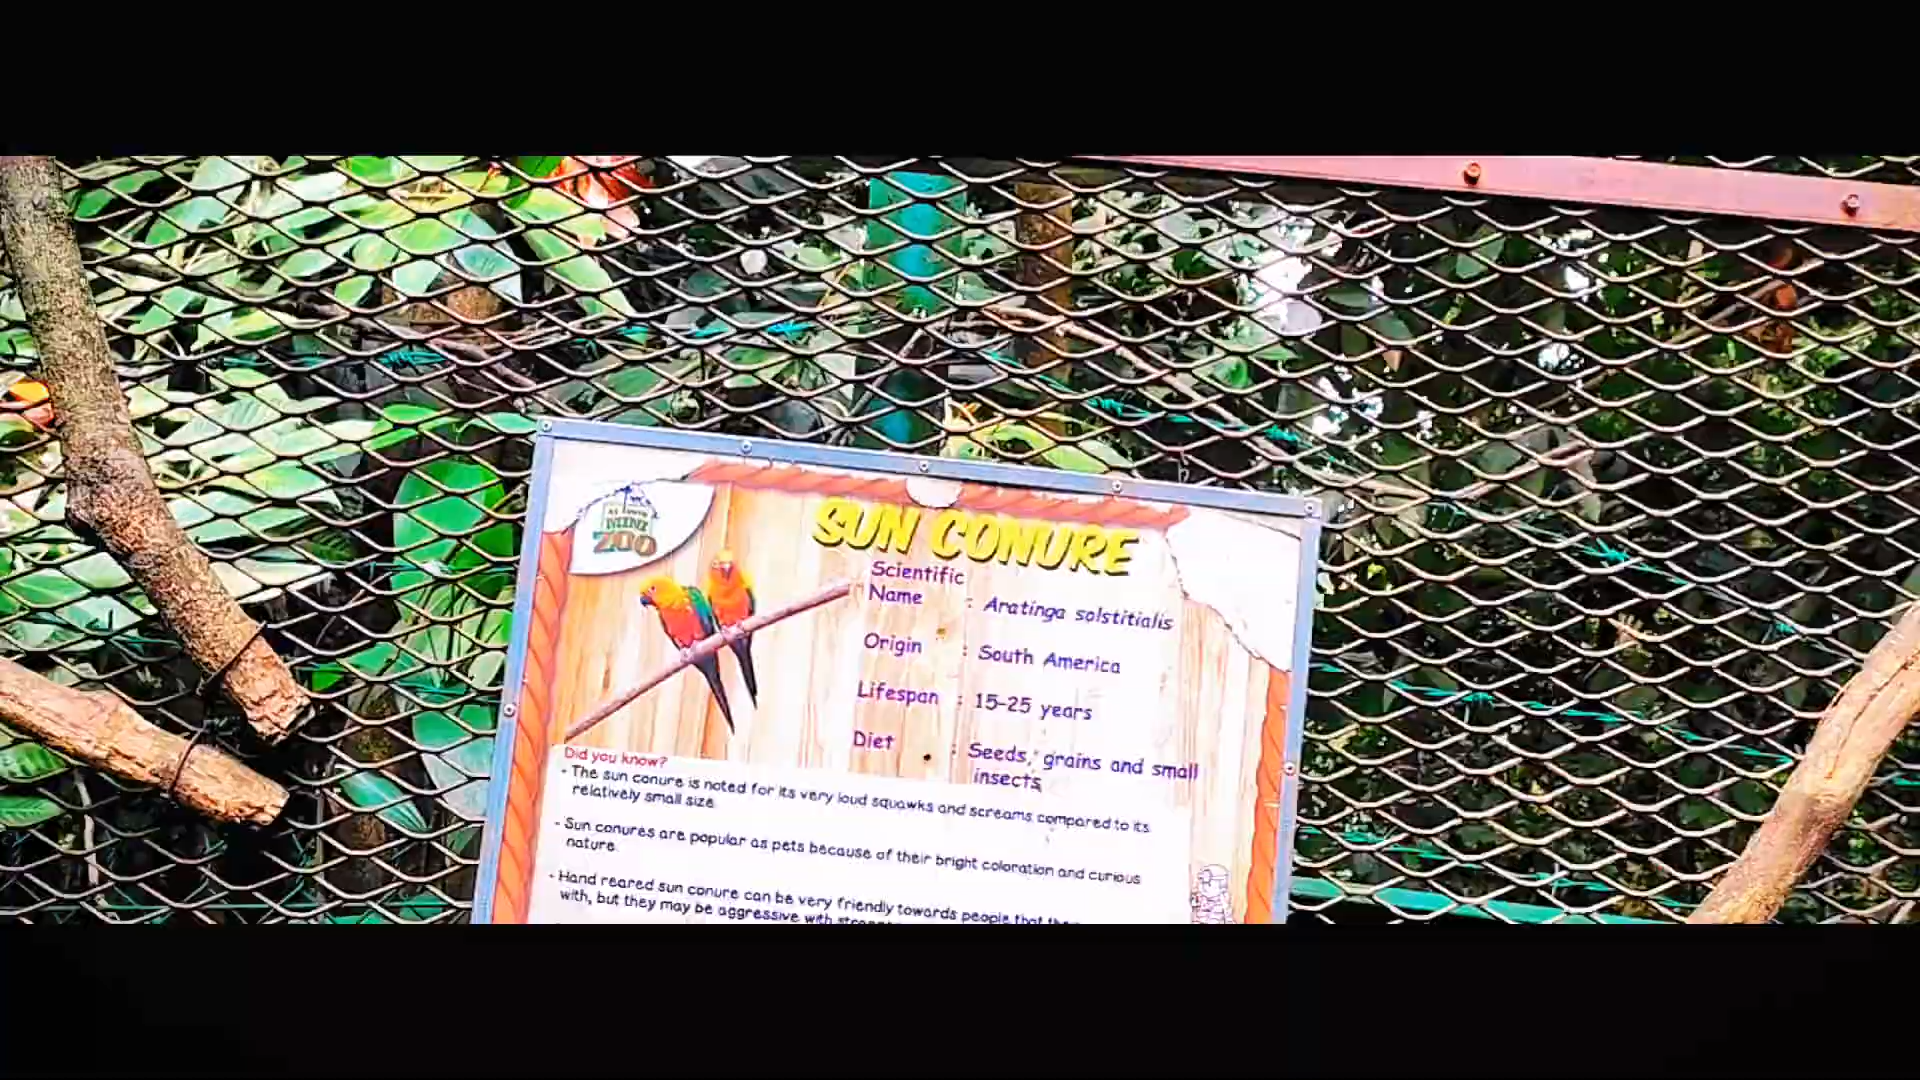 MINI
ZOO
SUN CONURE
Scientific
Name : Aratinga solstitialis
Origin : South America
Lifespan : 15-25 years
Diet : Seeds, grains and small
insects
Did you know?
- The sun conure is noted for its very loud squawks and screams compared to its
relatively small size.
- Sun conures are popular as pets because of their bright coloration and curious
nature.
- Hand reared sun conure can be very friendly towards people that
with, but they may be aggressive with